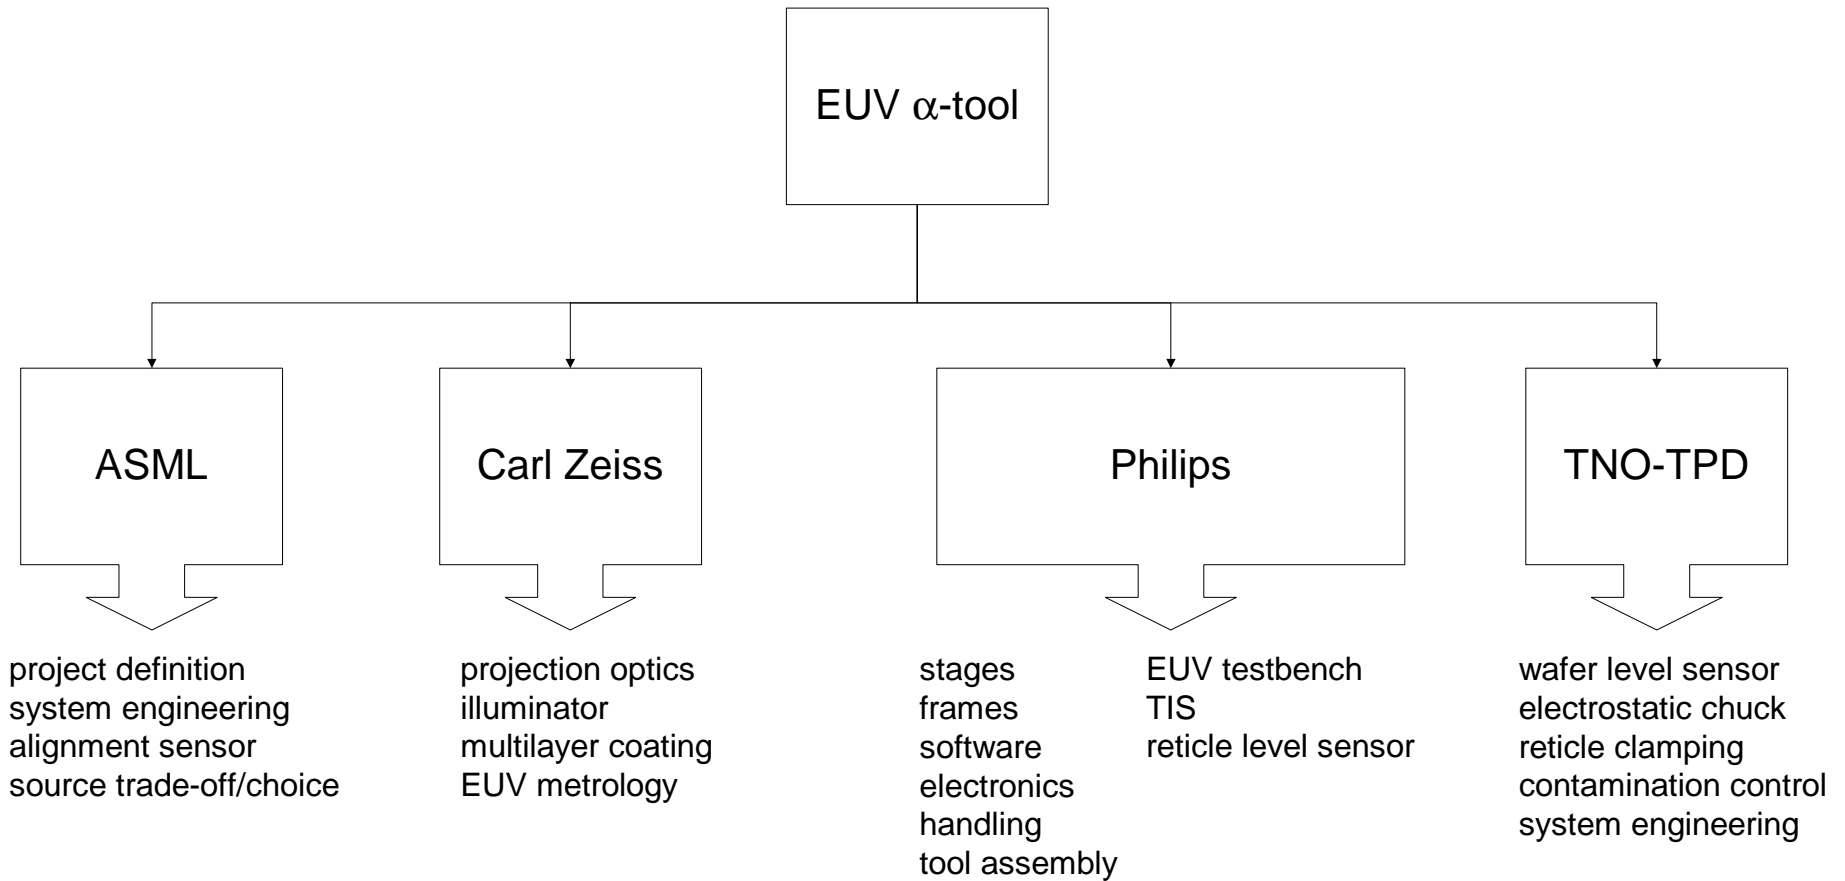 EUV α-tool
ASML
Carl Zeiss
Philips
TNO-TPD
project definition
system engineering
alignment sensor
source trade-off/choice
projection optics
illuminator
multilayer coating
EUV metrology
stages
frames
software
electronics
handling
tool assembly
EUV testbench
TIS
reticle level sensor
wafer level sensor
electrostatic chuck
reticle clamping
contamination control
system engineering